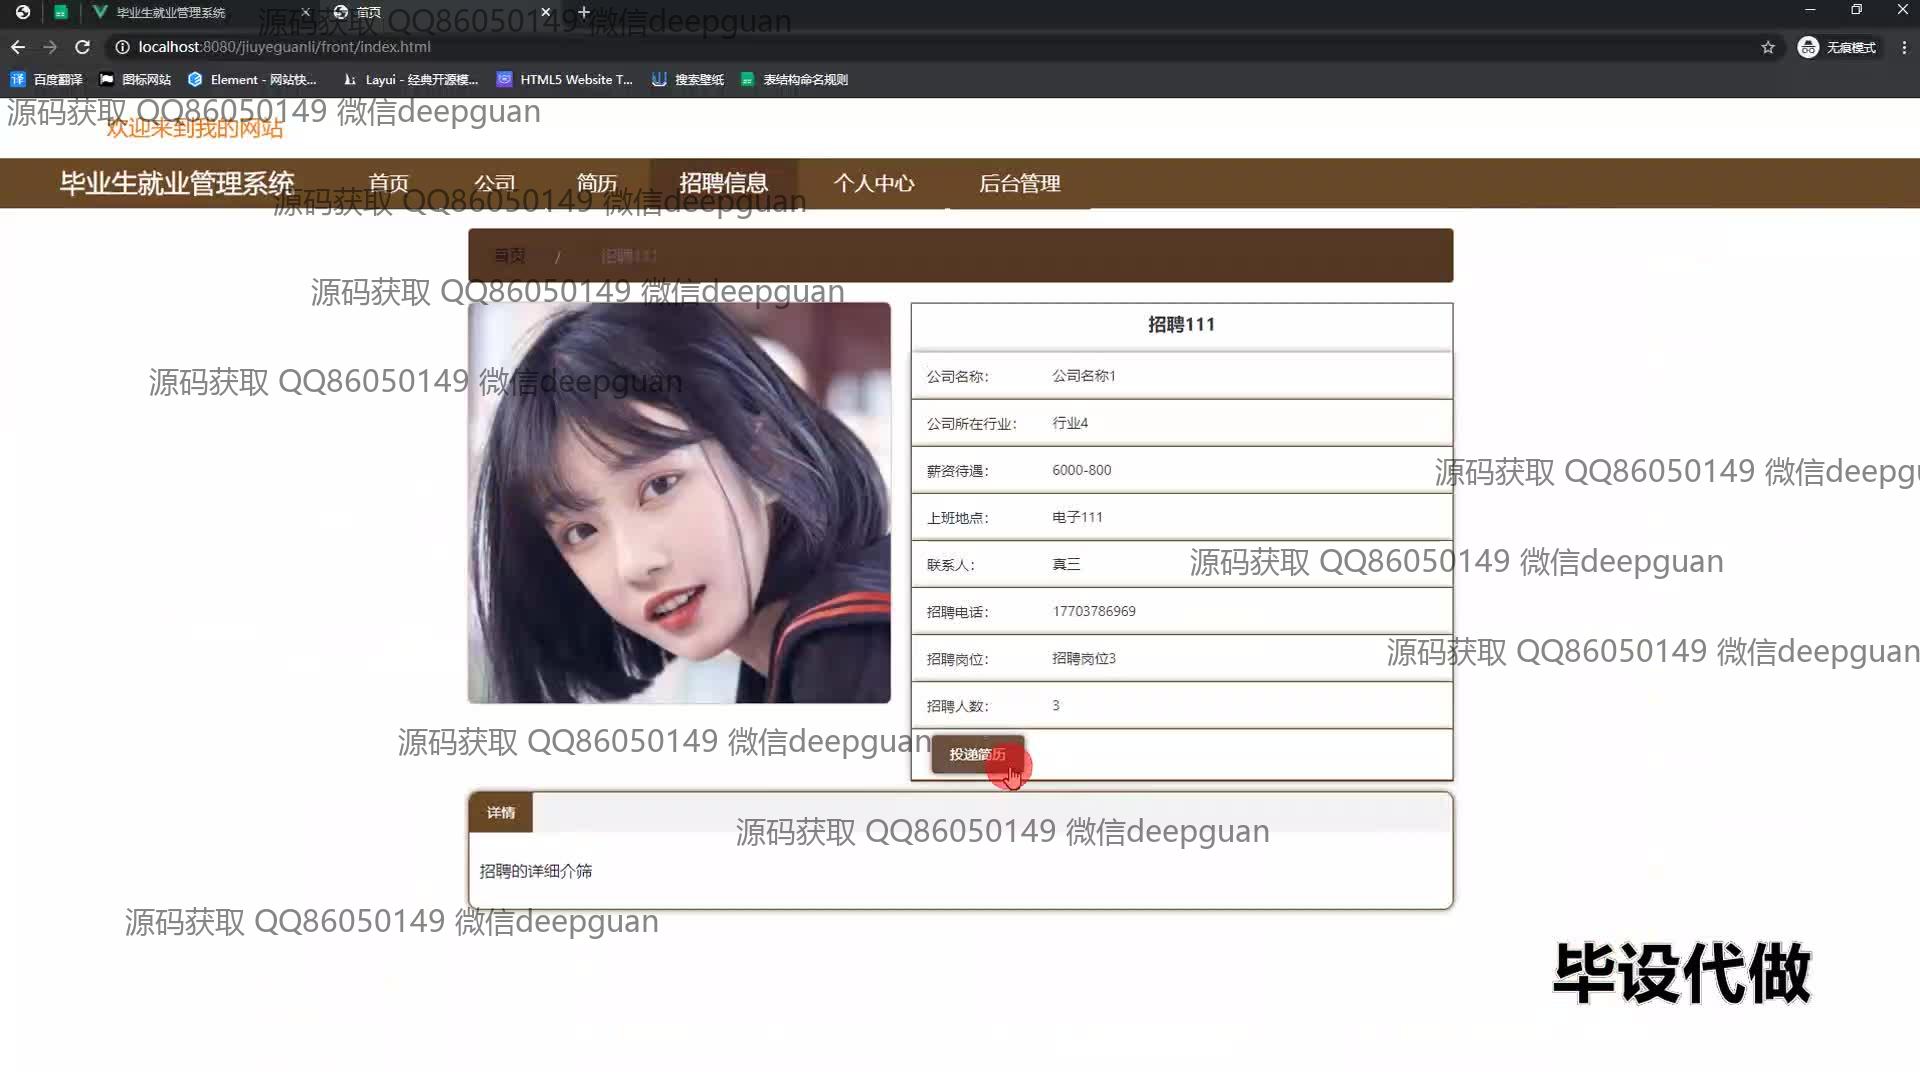 毕业生就业管理系统
首页
源码获取 QQ86050149 微信deepguan
localhost:8080/jiuyeguanli/front/index.html
无痕模式
百度翻译
图标网站
Element - 网站快...
Layui - 经典开源模...
HTML5 Website T...
搜索壁纸
表结构命名规则
源码获取 QQ86050149 微信deepguan
欢迎来到我的网站
毕业生就业管理系统
首页
公司
简历
招聘信息
个人中心
后台管理
源码获取 QQ86050149 微信deepguan
首页 / 招聘111
源码获取 QQ86050149 微信deepguan
招聘111
公司名称： 公司名称1
源码获取 QQ86050149 微信deepguan
公司所在行业： 行业4
薪资待遇： 6000-800
源码获取 QQ86050149 微信deepgu
上班地点： 电子111
联系人： 真三
源码获取 QQ86050149 微信deepguan
招聘电话： 17703786969
招聘岗位： 招聘岗位3
源码获取 QQ86050149 微信deepguan
招聘人数： 3
源码获取 QQ86050149 微信deepguan
投递简历
详情
源码获取 QQ86050149 微信deepguan
招聘的详细介筛
源码获取 QQ86050149 微信deepguan
毕设代做